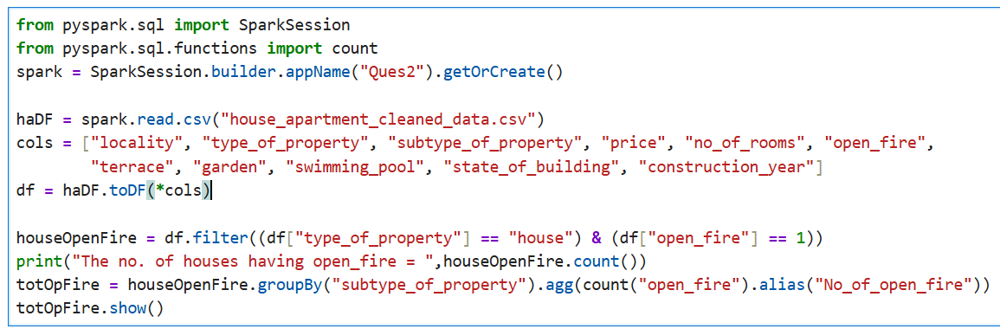 from pyspark.sql import SparkSession
from pyspark.sql.functions import count
spark = SparkSession.builder.appName("Ques2").getOrCreate()

haDF = spark.read.csv("house_apartment_cleaned_data.csv")
cols = ["locality", "type_of_property", "subtype_of_property", "price", "no_of_rooms", "open_fire",
        "terrace", "garden", "swimming_pool", "state_of_building", "construction_year"]
df = haDF.toDF(*cols)

houseOpenFire = df.filter((df["type_of_property"] == "house") & (df["open_fire"] == 1))
print("The no. of houses having open_fire = ",houseOpenFire.count())
totOpFire = houseOpenFire.groupBy("subtype_of_property").agg(count("open_fire").alias("No_of_open_fire"))
totOpFire.show()